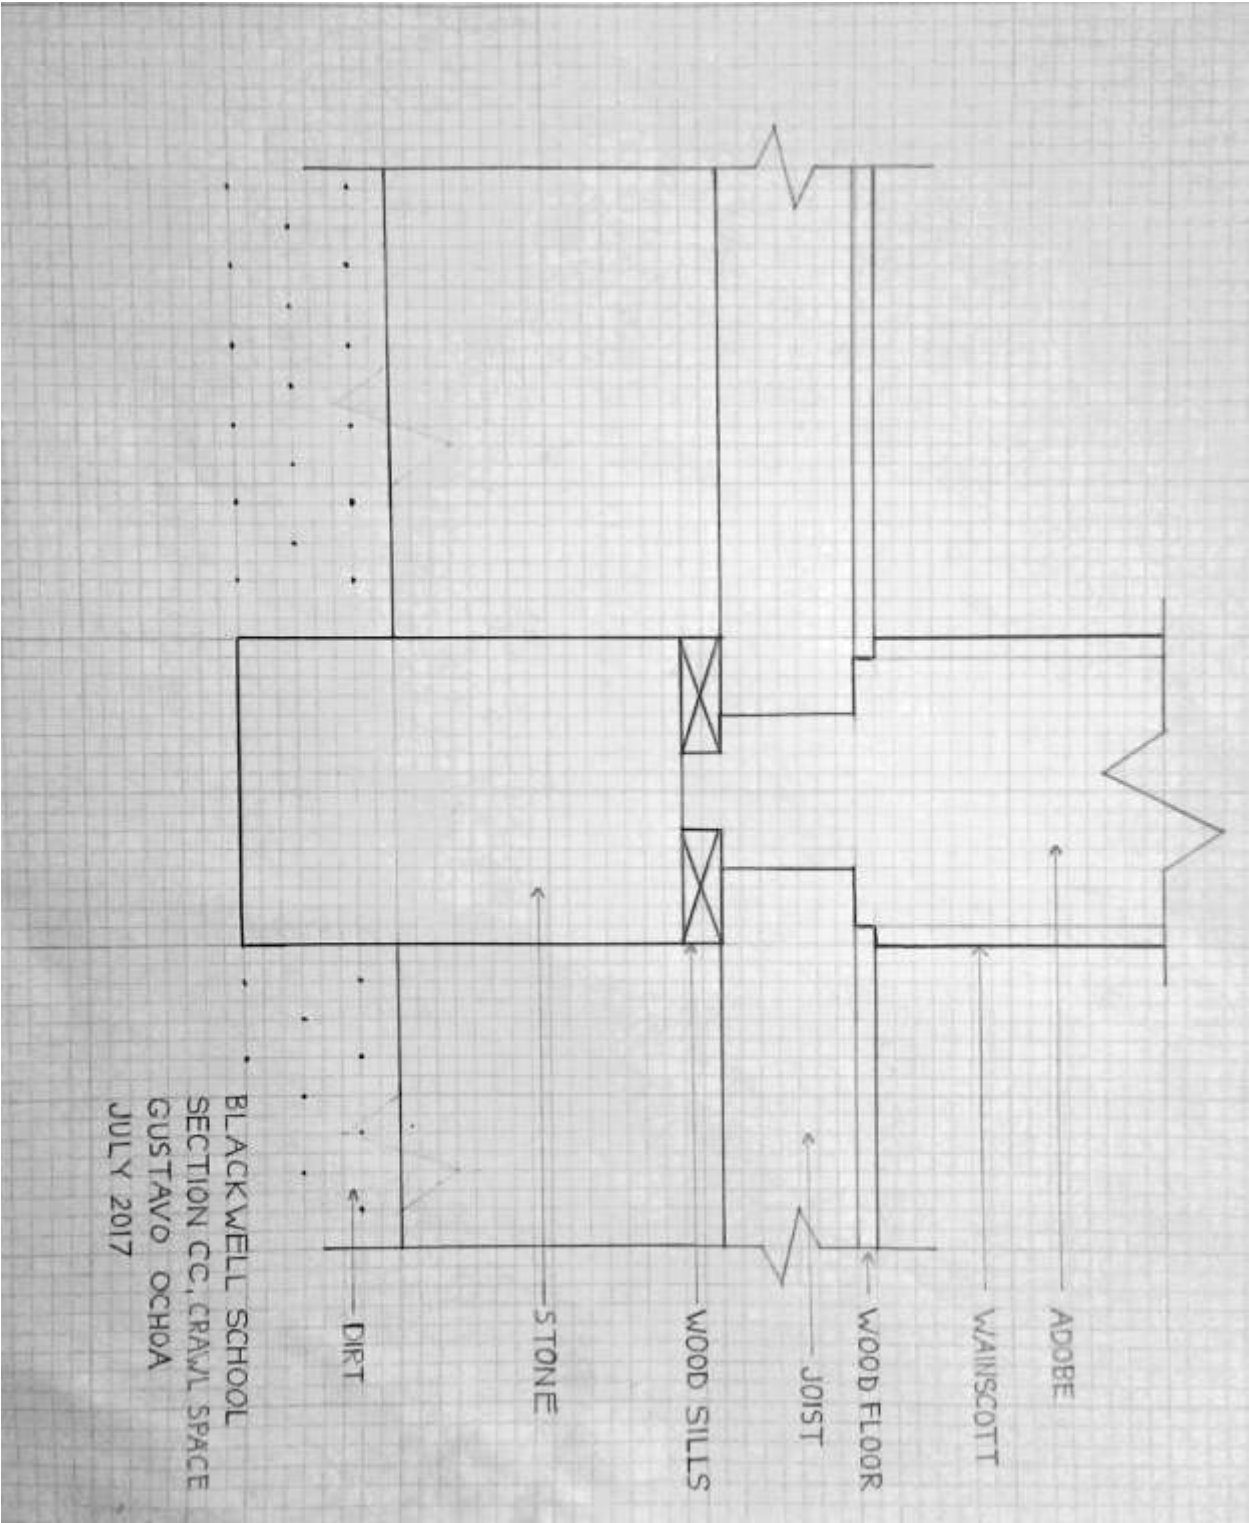 ADOBE
WAINSCOTT
WOOD FLOOR
JOIST
WOOD SILLS
STONE
DIRT
BLACKWELL SCHOOL
SECTION CC, CRAWL SPACE
GUSTAVO OCHOA
JULY 2017